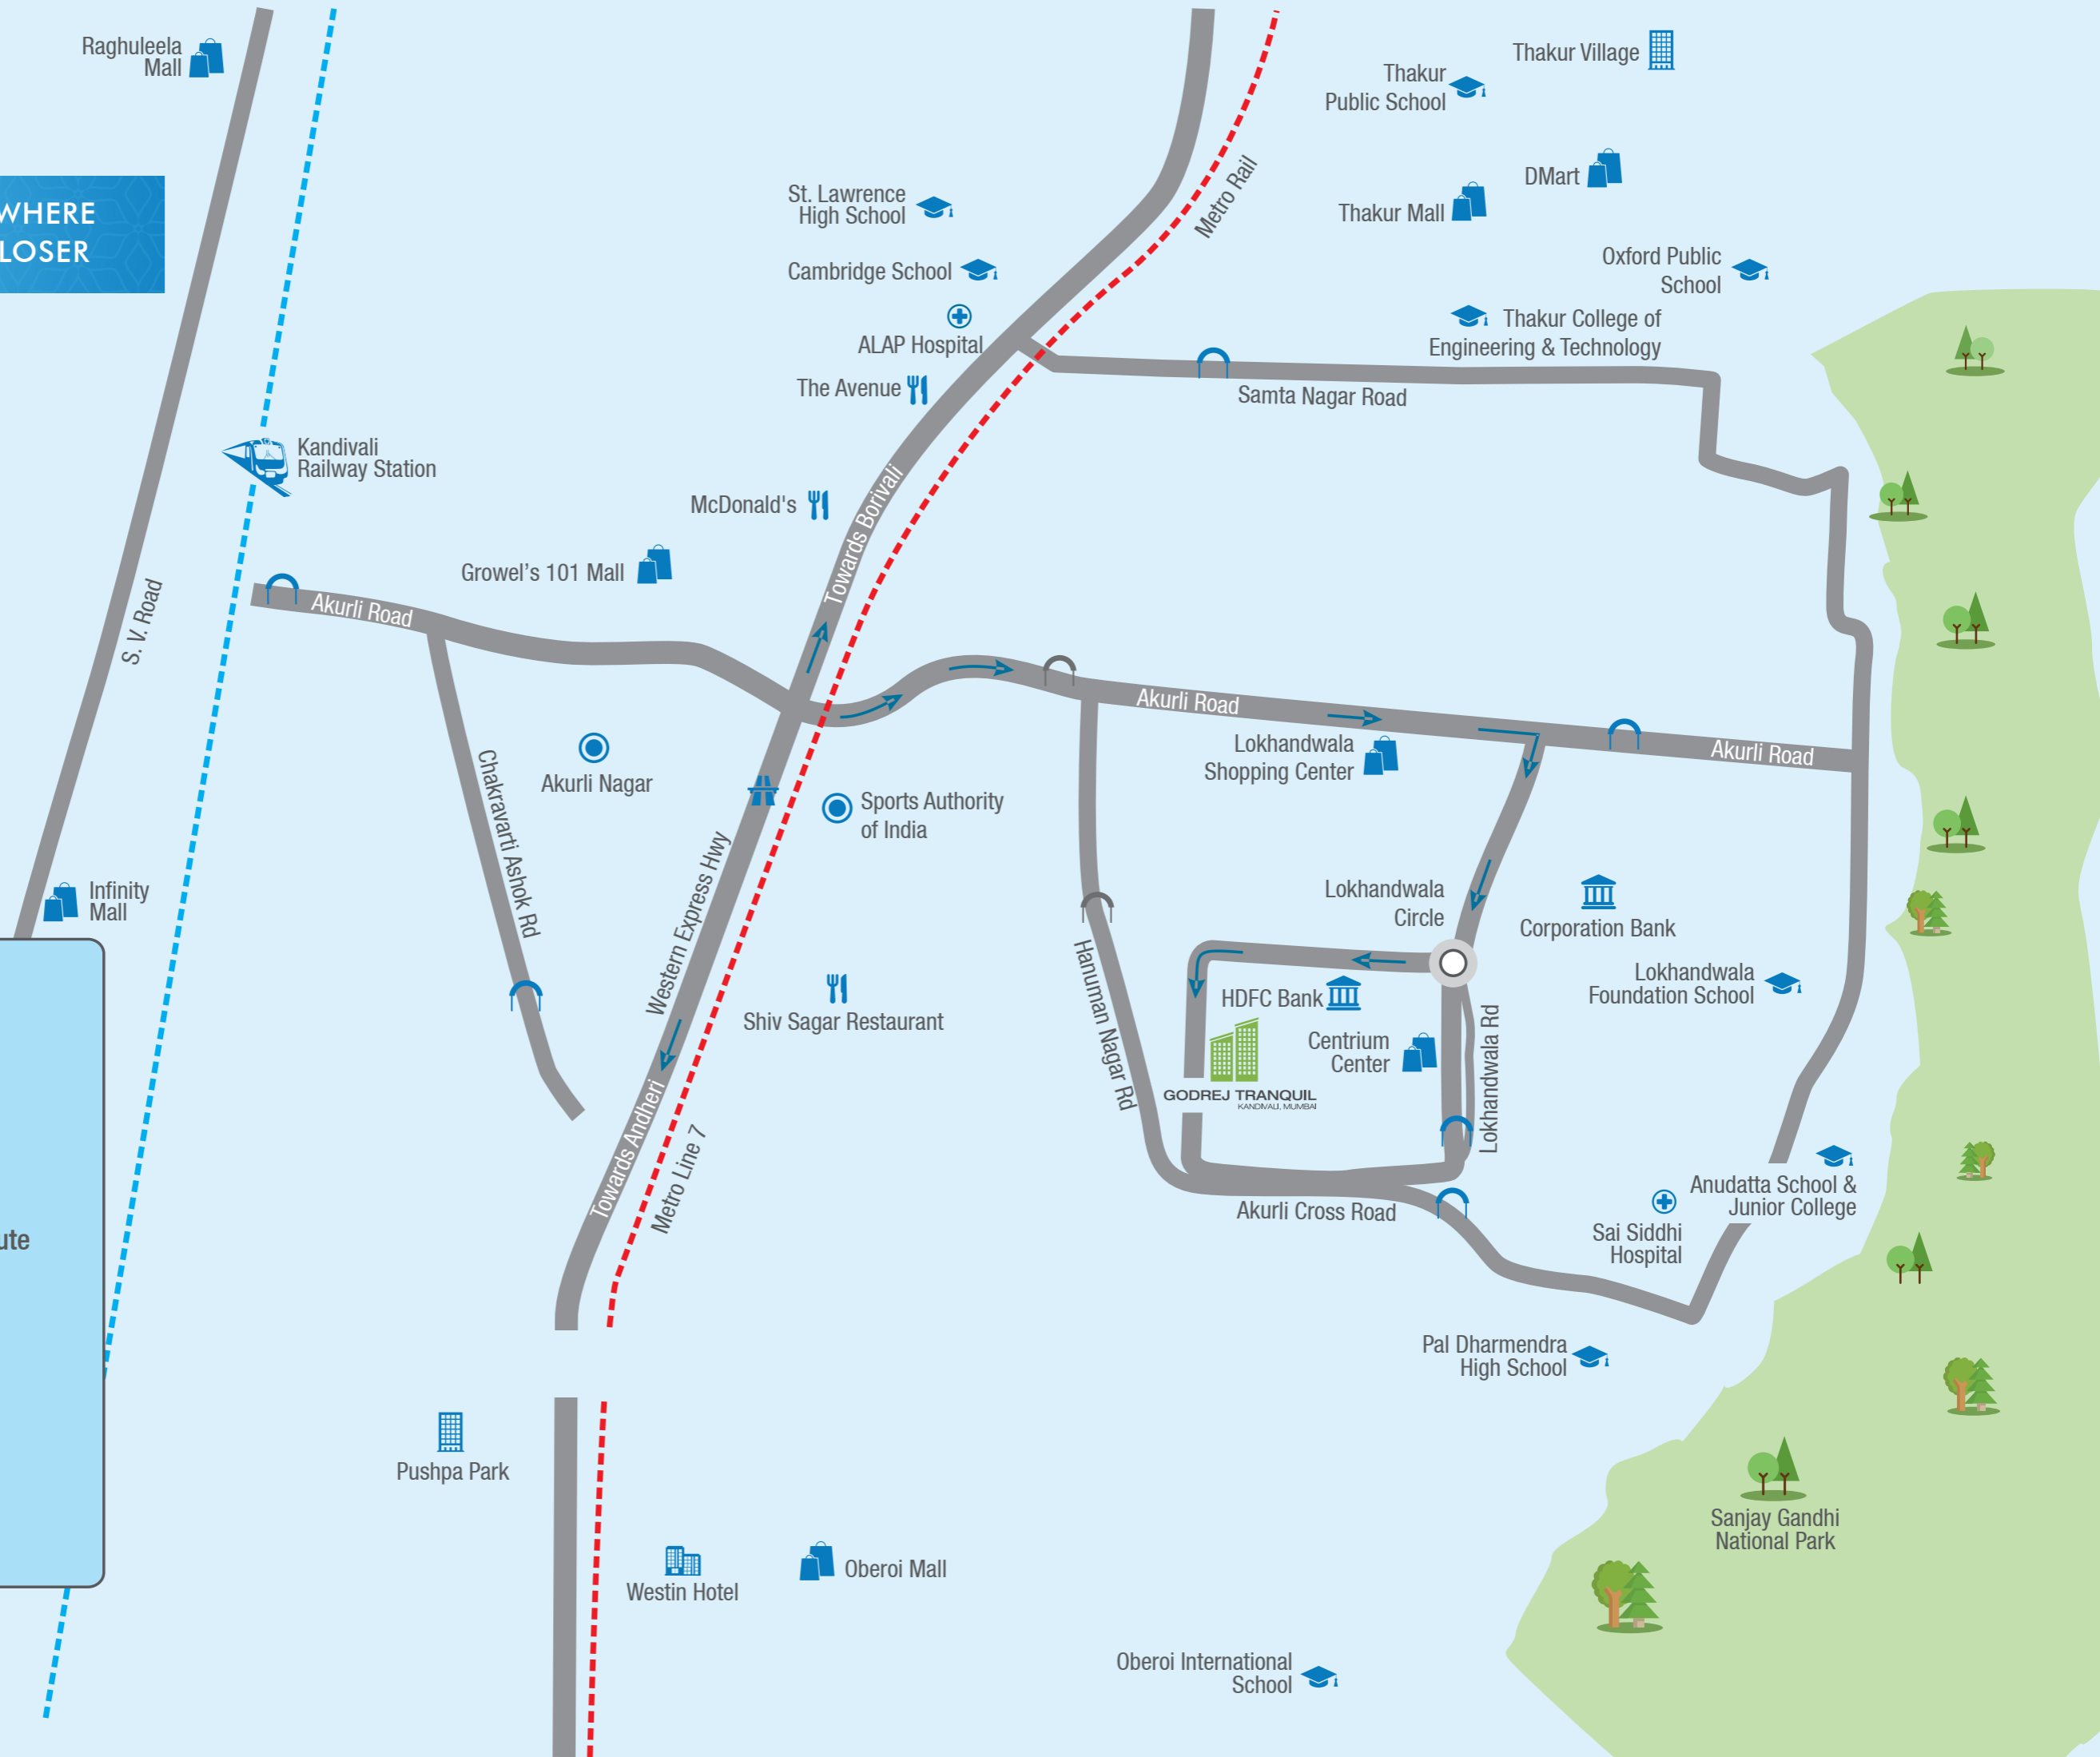 Raghuleela
Mall
Thakur Village
Thakur
Public School
DMart
Thakur Mall
WHERE
LOSER
St. Lawrence
High School
Metro Rail
Cambridge School
Oxford Public
School
ALAP Hospital
Thakur College of
Engineering & Technology
The Avenue
Samta Nagar Road
Kandivali
Railway Station
McDonald's
Towards Borivali
Growel's 101 Mall
S. V. Road
Akurli Road
Akurli Road
Akurli Road
Lokhandwala
Shopping Center
Akurli Nagar
Chakravarti Ashok Rd
Sports Authority
of India
Western Express Hwy
Infinity
Mall
Lokhandwala
Circle
Corporation Bank
Lokhandwala
Foundation School
HDFC Bank
Shiv Sagar Restaurant
Hanuman Nagar Rd
Centrium
Center
Lokhandwala Rd
GODREJ TRANQUIL
KANDIVALI, MUMBAI
Towards Andheri
Metro Line 7
Akurli Cross Road
Anudatta School &
Junior College
Sai Siddhi
Hospital
ute
Pal Dharmendra
High School
Pushpa Park
Sanjay Gandhi
National Park
Westin Hotel
Oberoi Mall
Oberoi International
School